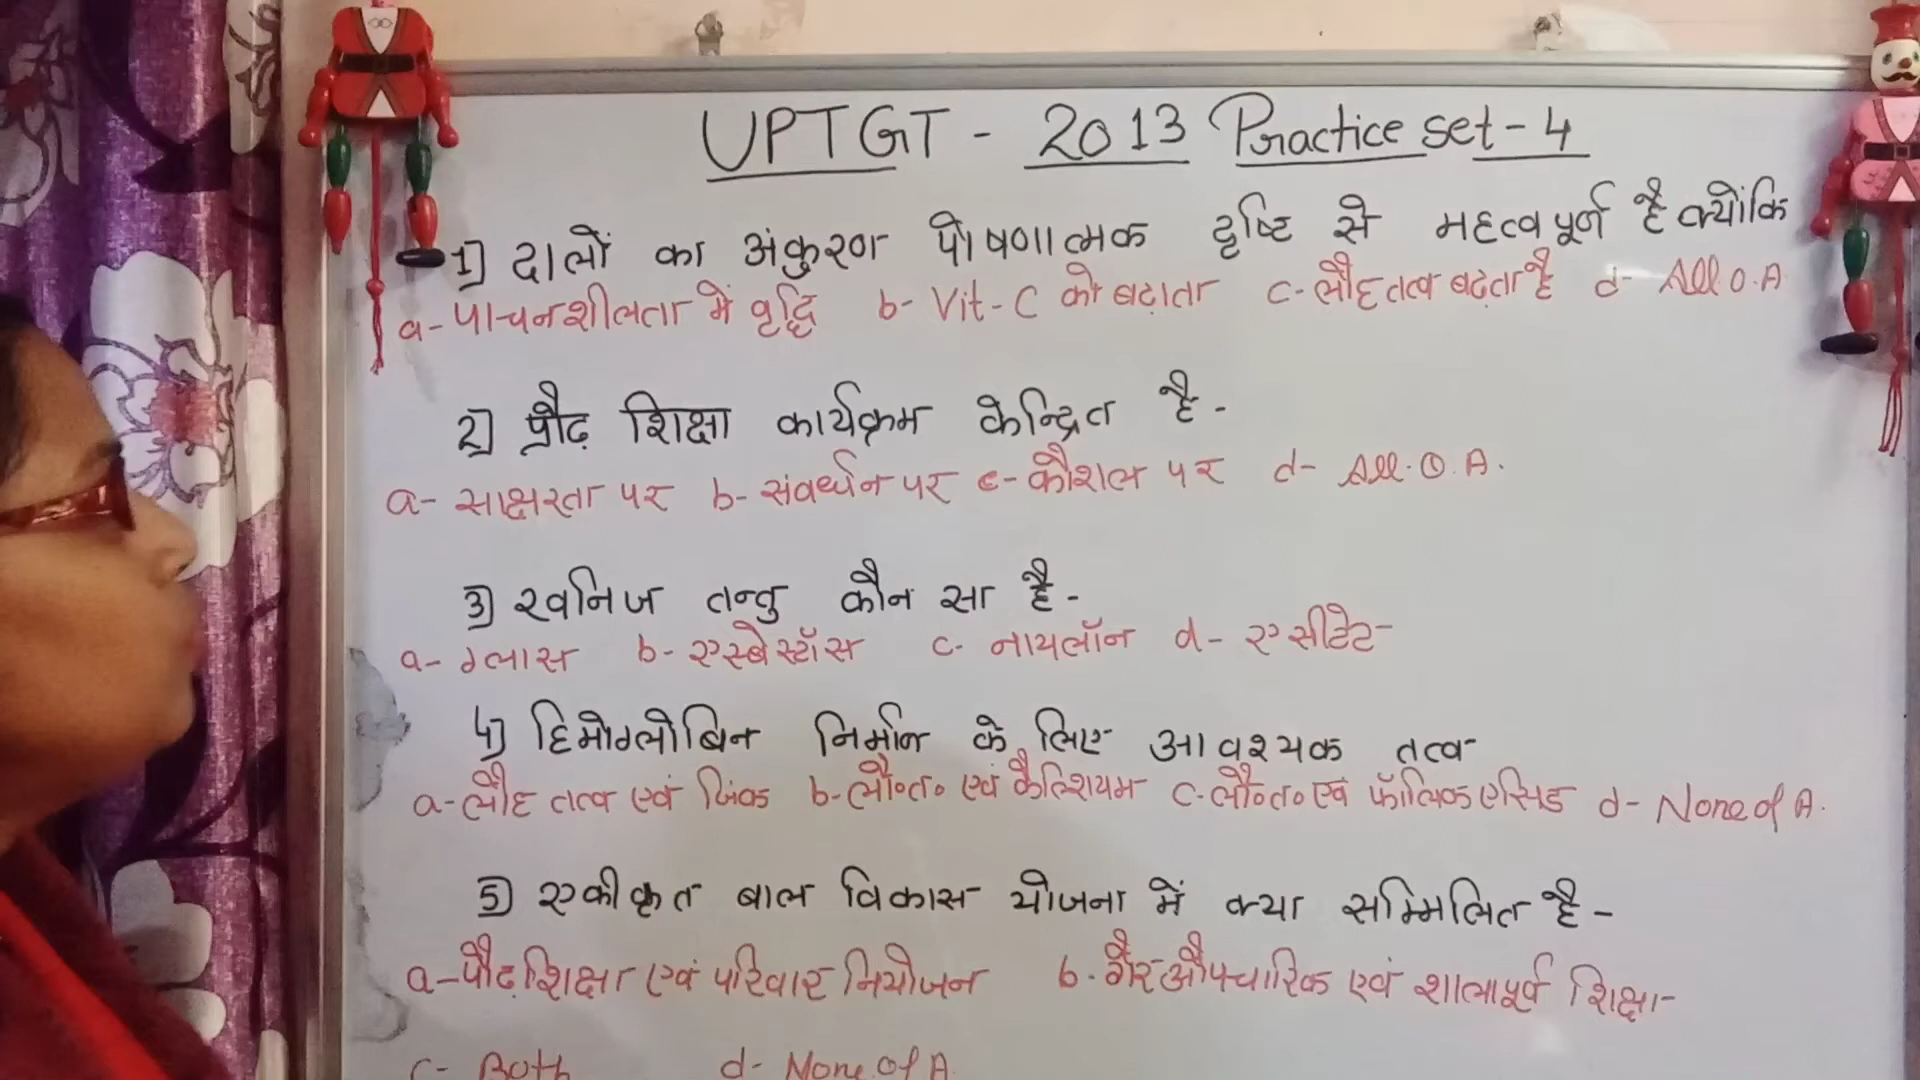 UPTGT - 2013 Practice set - 4
1) दालों का अंकुरण पोषणात्मक दृष्टि से महत्वपूर्ण है क्योंकि
a- पाचनशीलता में वृद्धि b- Vit-C को बढ़ाता c- लौह तत्व बढ़ता है d- All.O.A
2) प्रौढ़ शिक्षा कार्यक्रम केन्द्रित है -
a- साक्षरता पर b- संवर्धन पर c- कौशल पर d- All.O.A.
3) खनिज तन्तु कौन सा है -
a- ग्लास b- एस्बेस्टॉस c- नायलॉन d- एसीटेट
4) हिमोग्लोबिन निर्माण के लिए आवश्यक तत्व
a- लौह तत्व एवं जिंक b- लौ०त० एवं कैल्शियम c- लौ०त० एवं फॉलिक एसिड d- None of A.
5) एकीकृत बाल विकास योजना में क्या सम्मिलित है -
a- प्रौढ़ शिक्षा एवं परिवार नियोजन b- गैर औपचारिक एवं शालापूर्व शिक्षा
c- Both d- None of A